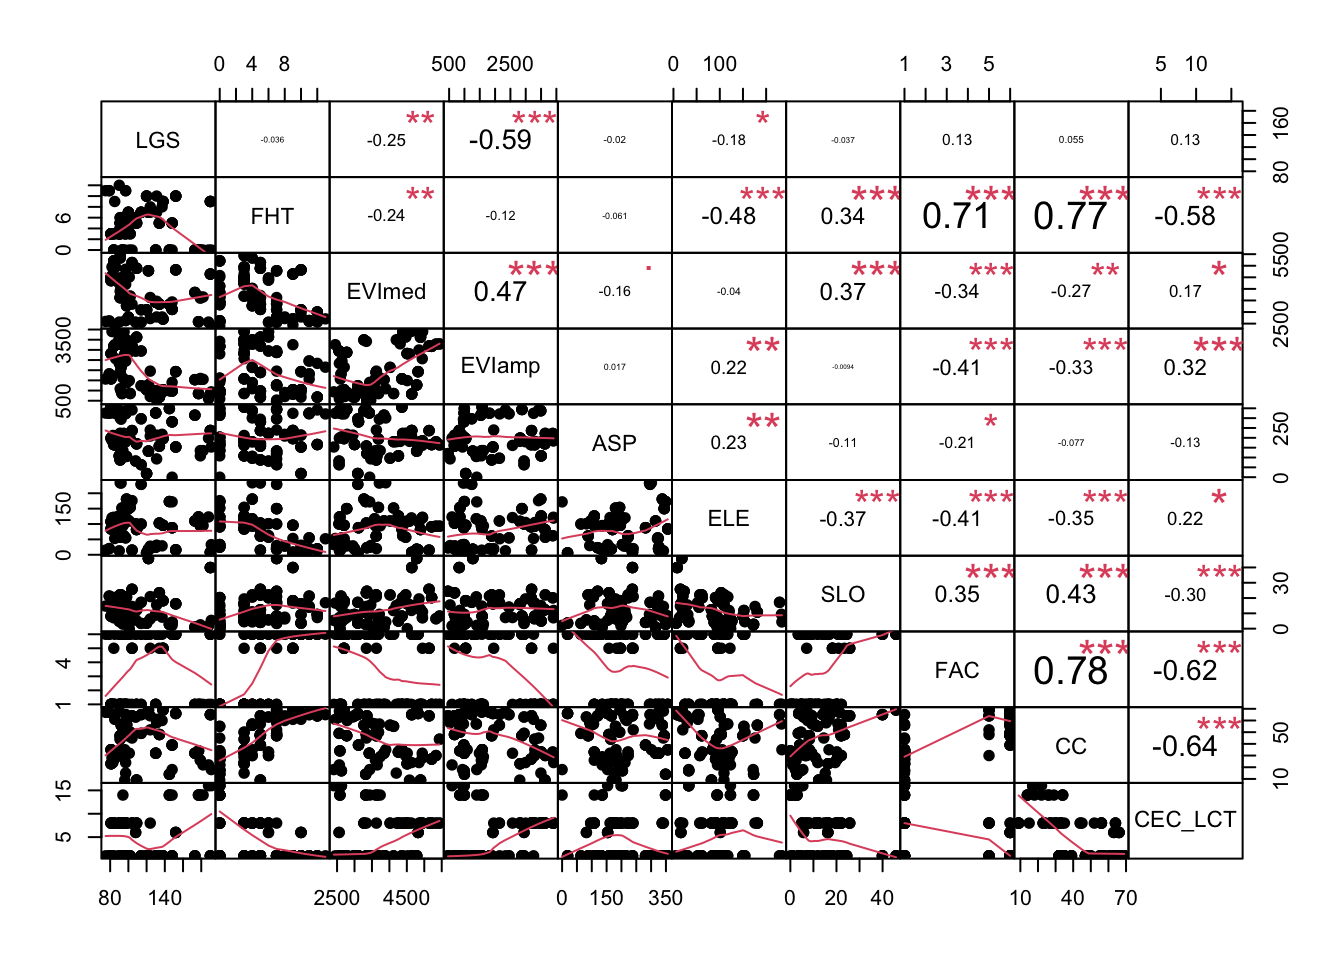 0 4 8 500 2500 0 100 1 3 5 5 10
** *** *
LGS -0.036 -0.25 -0.59 -0.02 -0.18 -0.037 0.13 0.055 0.13 80 160
** *** *** *** *** ***
0 6 FHT -0.24 -0.12 -0.061 -0.48 0.34 0.71 0.77 -0.58
*** . *** *** ** *
EVImed 0.47 -0.16 -0.04 0.37 -0.34 -0.27 0.17 2500 5500
** *** *** ***
500 3500 EVIamp 0.017 0.22 -0.0094 -0.41 -0.33 0.32
** *
ASP 0.23 -0.11 -0.21 -0.077 -0.13 0 250
*** *** *** *
0 150 ELE -0.37 -0.41 -0.35 0.22
*** *** ***
SLO 0.35 0.43 -0.30 0 30
*** ***
1 4 FAC 0.78 -0.62
***
CC -0.64 10 50
5 15 CEC_LCT
80 140 2500 4500 0 150 350 0 20 40 10 40 70